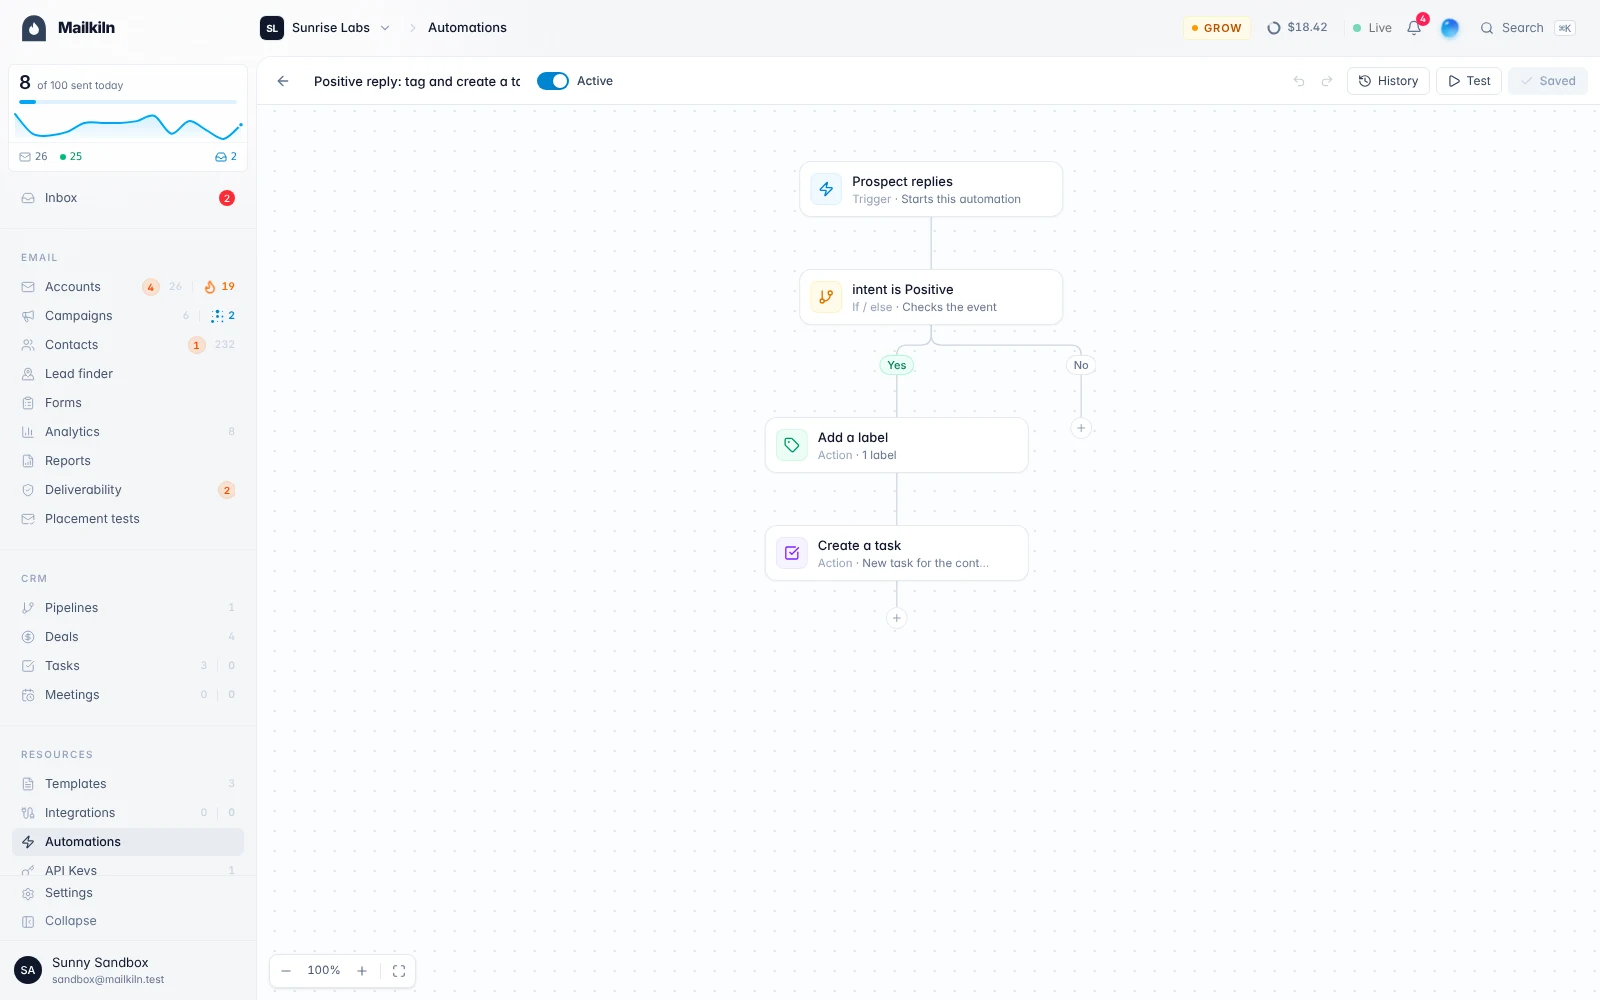 Mailkiln
SL Sunrise Labs
Automations
GROW
$18.42
Live
4
Search
⌘K
8 of 100 sent today
26
25
2
Inbox 2
EMAIL
Accounts 4 26 19
Campaigns 6 2
Contacts 1 232
Lead finder
Forms
Analytics 8
Reports
Deliverability 2
Placement tests
CRM
Pipelines 1
Deals 4
Tasks 3 0
Meetings 0 0
RESOURCES
Templates 3
Integrations 0 0
Automations
API Keys 1
Settings
Collapse
SA
Sunny Sandbox
sandbox@mailkiln.test
Positive reply: tag and create a tc
Active
History
Test
Saved
Prospect replies
Trigger · Starts this automation
intent is Positive
If / else · Checks the event
Yes
No
Add a label
Action · 1 label
Create a task
Action · New task for the cont...
100%